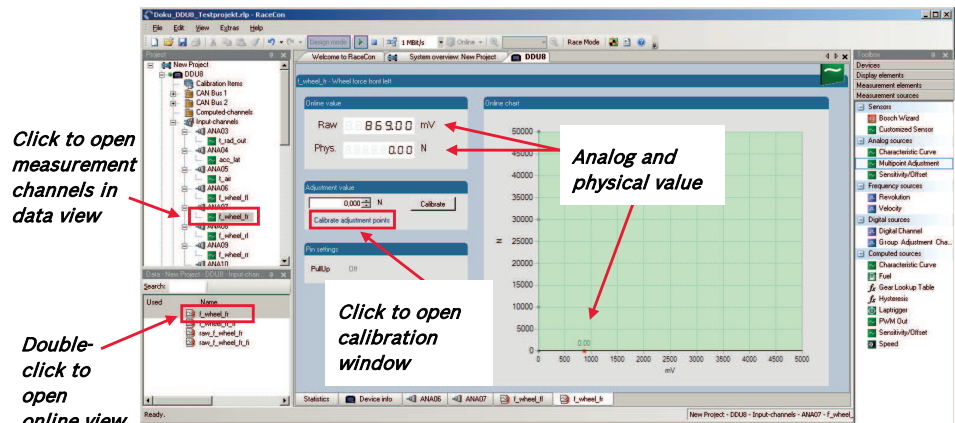 Doku_DDU8_Testprojekt.rlp - RaceCon
File Edit View Extras Help
Design mode 1 MBit/s Online Race Mode
Project
New Project
DDU8
Calibration Items
CAN Bus 1
CAN Bus 2
Computed-channels
Input-channels
ANA03
t_rad_out
ANA04
acc_lat
ANA05
t_air
ANA06
f_wheel_fl
ANA07
f_wheel_fr
ANA08
f_wheel_rl
ANA09
f_wheel_rr
ANA10
Data - New Project - DDU8 - Input-chan...
Search:
Used Name
f_wheel_fr
f_wheel_fr_fi
raw_f_wheel_fr
raw_f_wheel_fr_fi
Ready.
Welcome to RaceCon System overview: New Project DDU8
f_wheel_fr - Wheel force front left
Online value
Raw 869.00 mV
Phys. 0.00 N
Adjustment value
0,000 N Calibrate
Calibrate adjustment points
Pin settings
PullUp Off
Online chart
50000
45000
40000
35000
30000
25000
20000
15000
10000
5000
0
N
0.00
0 500 1000 1500 2000 2500 3000 3500 4000 4500 5000
mV
Statistics Device info ANA06 ANA07 f_wheel_fl f_wheel_fr
New Project - DDU8 - Input-channels - ANA07 - f_wheel_
Toolbox
Devices
Display elements
Measurement elements
Measurement sources
Sensors
Bosch Wizard
Customized Sensor
Analog sources
Characteristic Curve
Multipoint Adjustment
Sensitivity/Offset
Frequency sources
Revolution
Velocity
Digital sources
Digital Channel
Group Adjustment Cha...
Computed sources
Characteristic Curve
Fuel
Gear Lookup Table
Hysteresis
Laptrigger
PWM Out
Sensitivity/Offset
Speed
Click to open
measurement
channels in
data view
Double-
click to
open
online view
Analog and
physical value
Click to open
calibration
window